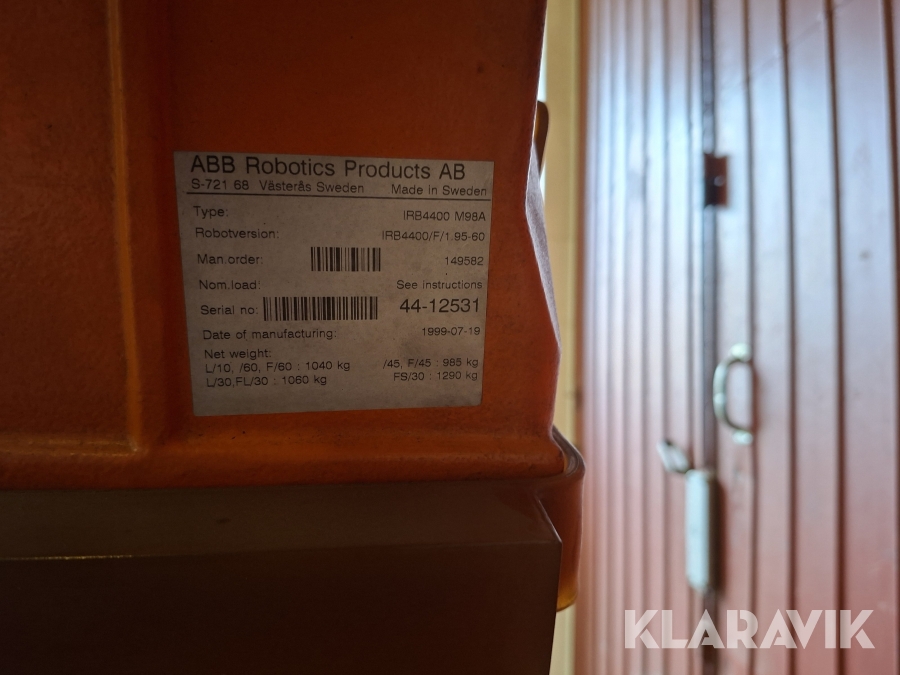 ABB Robotics Products AB
S-721 68 Västerås Sweden Made in Sweden
Type: IRB4400 M98A
Robotversion: IRB4400/F/1.95-60
Man.order: 149582
Nom.load: See instructions
Serial no: 44-12531
Date of manufacturing: 1999-07-19
Net weight:
L/10, /60, F/60 : 1040 kg /45, F/45 : 985 kg
L/30,FL/30 : 1060 kg FS/30 : 1290 kg
KLARAVIK